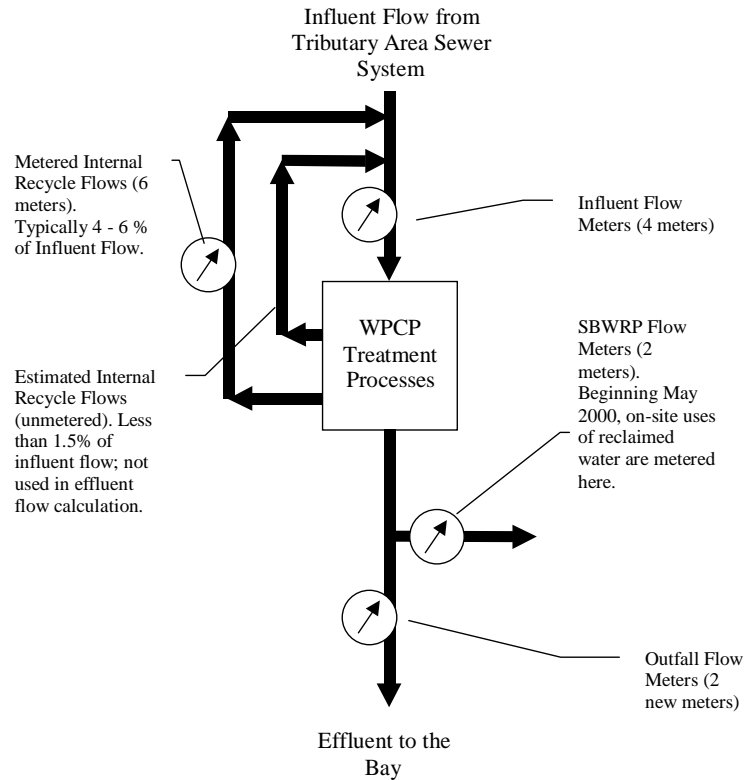 Influent Flow from
Tributary Area Sewer
System
Metered Internal
Recycle Flows (6
meters).
Typically 4 - 6 %
of Influent Flow.
Influent Flow
Meters (4 meters)
WPCP
Treatment
Processes
SBWRP Flow
Meters (2
meters).
Beginning May
2000, on-site uses
of reclaimed
water are metered
here.
Estimated Internal
Recycle Flows
(unmetered). Less
than 1.5% of
influent flow; not
used in effluent
flow calculation.
Outfall Flow
Meters (2
new meters)
Effluent to the
Bay